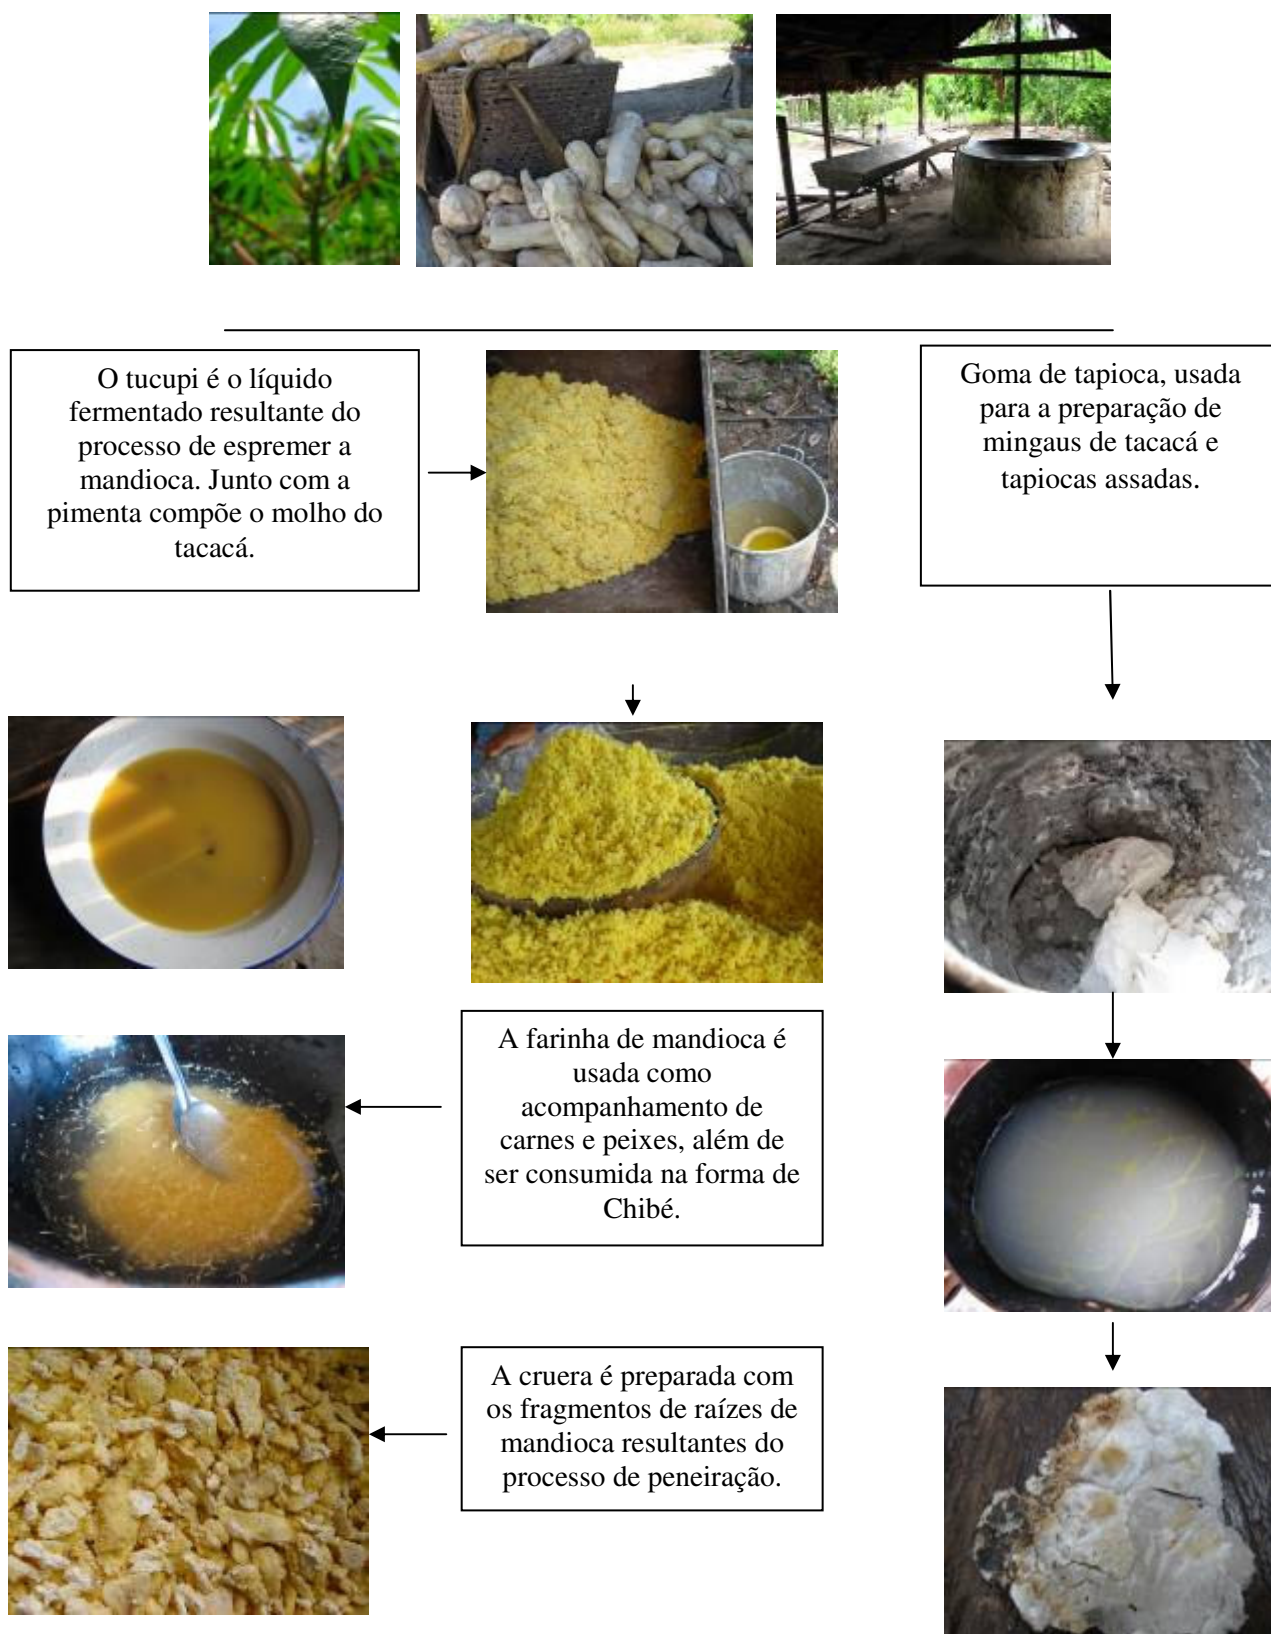 O tucupi é o líquido
fermentado resultante do
processo de espremer a
mandioca. Junto com a
pimenta compõe o molho do
tacacá.
Goma de tapioca, usada
para a preparação de
mingaus de tacacá e
tapiocas assadas.
A farinha de mandioca é
usada como
acompanhamento de
carnes e peixes, além de
ser consumida na forma de
Chibé.
A cruera é preparada com
os fragmentos de raízes de
mandioca resultantes do
processo de peneiração.